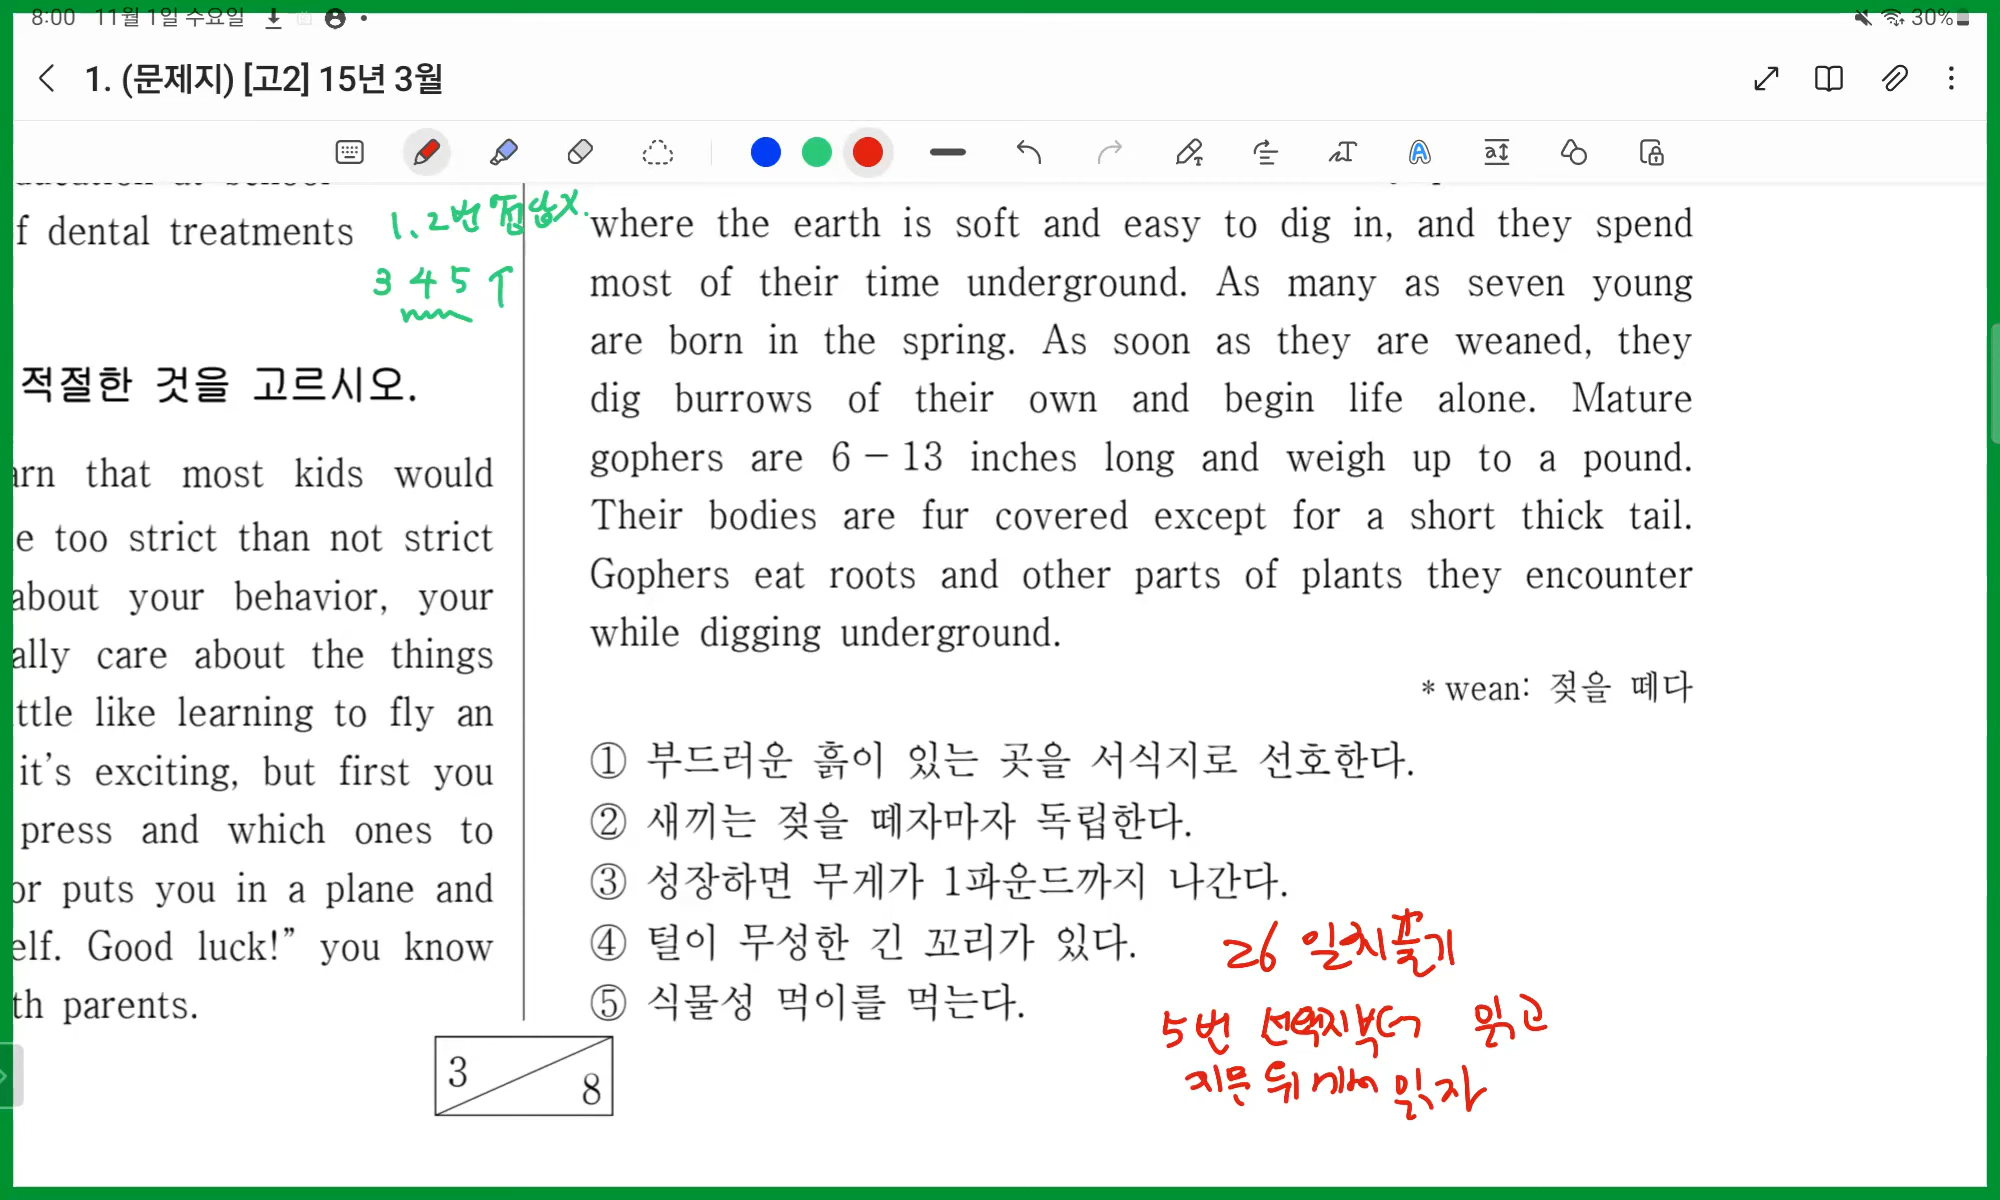 8:00 11월 1일 수요일
30%
1. (문제지) [고2] 15년 3월
f dental treatments
1. 2번 정답X.
3 4 5 ↑
적절한 것을 고르시오.
arn that most kids would
e too strict than not strict
about your behavior, your
ally care about the things
ttle like learning to fly an
it's exciting, but first you
press and which ones to
or puts you in a plane and
elf. Good luck!” you know
th parents.
3
8
where the earth is soft and easy to dig in, and they spend
most of their time underground. As many as seven young
are born in the spring. As soon as they are weaned, they
dig burrows of their own and begin life alone. Mature
gophers are 6－13 inches long and weigh up to a pound.
Their bodies are fur covered except for a short thick tail.
Gophers eat roots and other parts of plants they encounter
while digging underground.
* wean: 젖을 떼다
① 부드러운 흙이 있는 곳을 서식지로 선호한다.
② 새끼는 젖을 떼자마자 독립한다.
③ 성장하면 무게가 1파운드까지 나간다.
④ 털이 무성한 긴 꼬리가 있다.
⑤ 식물성 먹이를 먹는다.
26 일치풀기
5번 선택지부터 읽고
지문 뒤에서 읽자